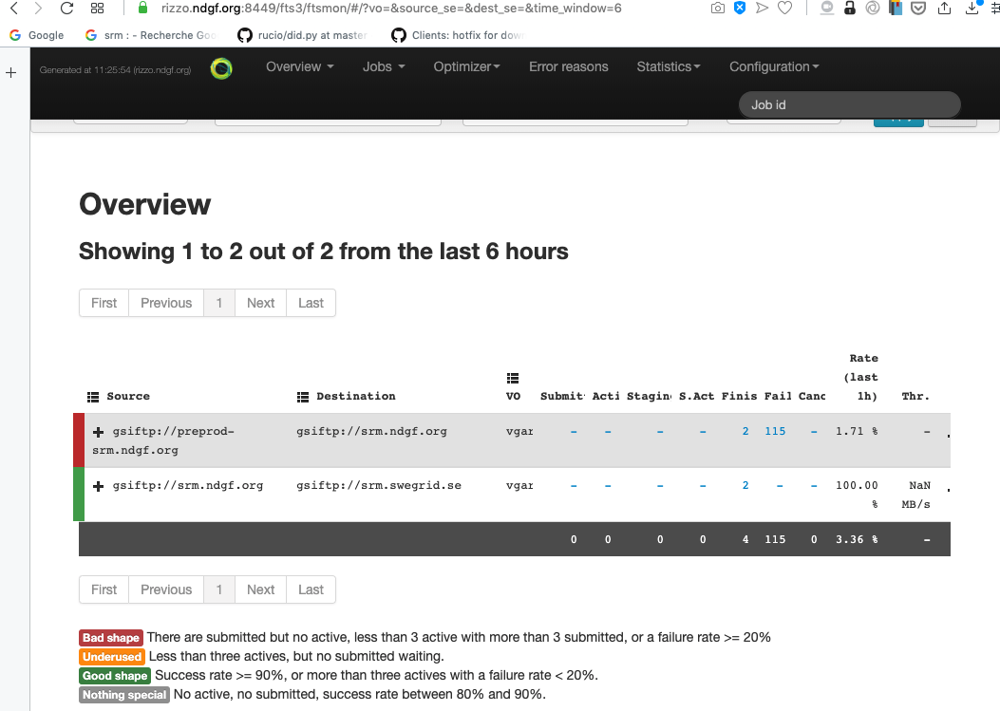 rizzo.ndgf.org:8449/fts3/ftsmon/#/?vo=&source_se=&dest_se=&time_window=6
Google
srm : - Recherche Goo
rucio/did.py at master
Clients: hotfix for dow
Generated at 11:25:54 (rizzo.ndgf.org)
Overview
Jobs
Optimizer
Error reasons
Statistics
Configuration
Job id
Overview
Showing 1 to 2 out of 2 from the last 6 hours
First Previous 1 Next Last
Rate
(last
Source Destination VO Submit Acti Stagin S.Act Finis Fail Canc 1h) Thr.
gsiftp://preprod- gsiftp://srm.ndgf.org vgar - - - - 2 115 - 1.71 % -
srm.ndgf.org
gsiftp://srm.ndgf.org gsiftp://srm.swegrid.se vgar - - - - 2 - - 100.00 NaN
% MB/s
0 0 0 0 4 115 0 3.36 % -
First Previous 1 Next Last
Bad shape There are submitted but no active, less than 3 active with more than 3 submitted, or a failure rate >= 20%
Underused Less than three actives, but no submitted waiting.
Good shape Success rate >= 90%, or more than three actives with a failure rate < 20%.
Nothing special No active, no submitted, success rate between 80% and 90%.